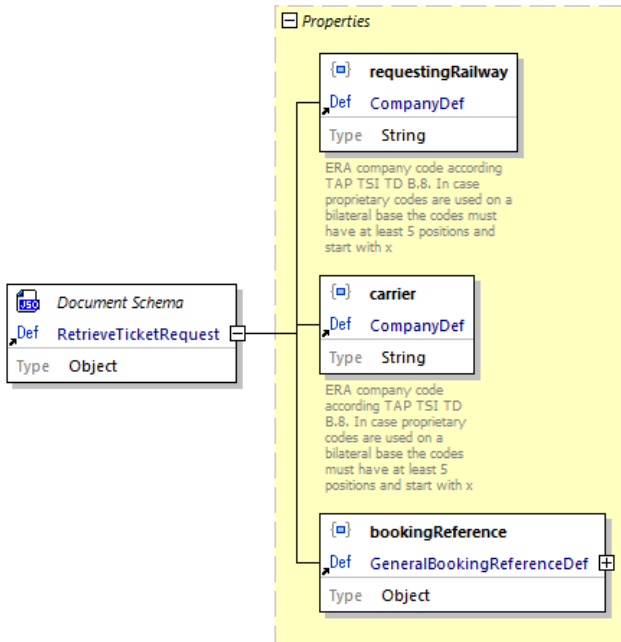 Properties
requestingRailway
Def CompanyDef
Type String
ERA company code according
TAP TSI TD B.8. In case
proprietary codes are used on a
bilateral base the codes must
have at least 5 positions and
start with x
JSO Document Schema
Def RetrieveTicketRequest
Type Object
carrier
Def CompanyDef
Type String
ERA company code
according TAP TSI TD
B.8. In case proprietary
codes are used on a
bilateral base the codes
must have at least 5
positions and start with x
bookingReference
Def GeneralBookingReferenceDef
Type Object